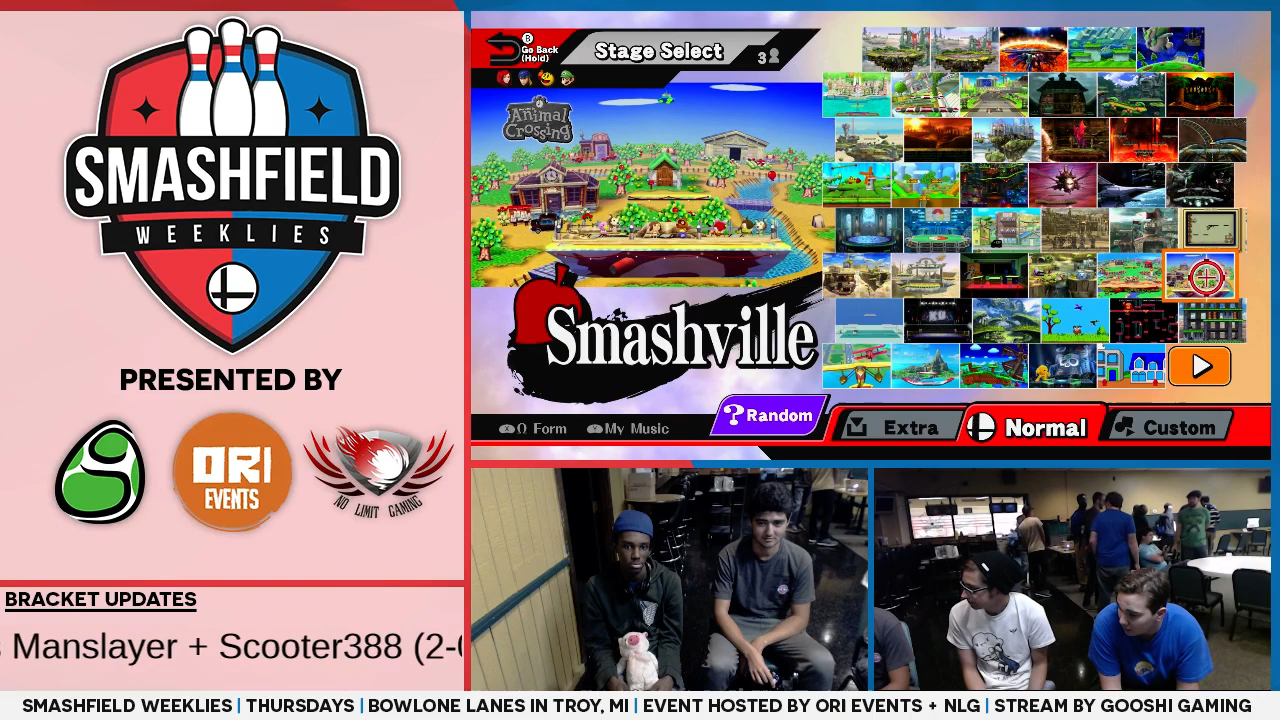 SMASHFIELD
WEEKLIES
PRESENTED BY
ORI
EVENTS
NO LIMIT GAMING
BRACKET UPDATES
Manslayer + Scooter388 (2-
B
Go Back
(Hold)
Stage Select
3
Animal
Crossing
Smashville
Ω Form
My Music
?Random
Extra
Normal
Custom
SMASHFIELD WEEKLIES | THURSDAYS | BOWLONE LANES IN TROY, MI | EVENT HOSTED BY ORI EVENTS + NLG | STREAM BY GOOSHI GAMING